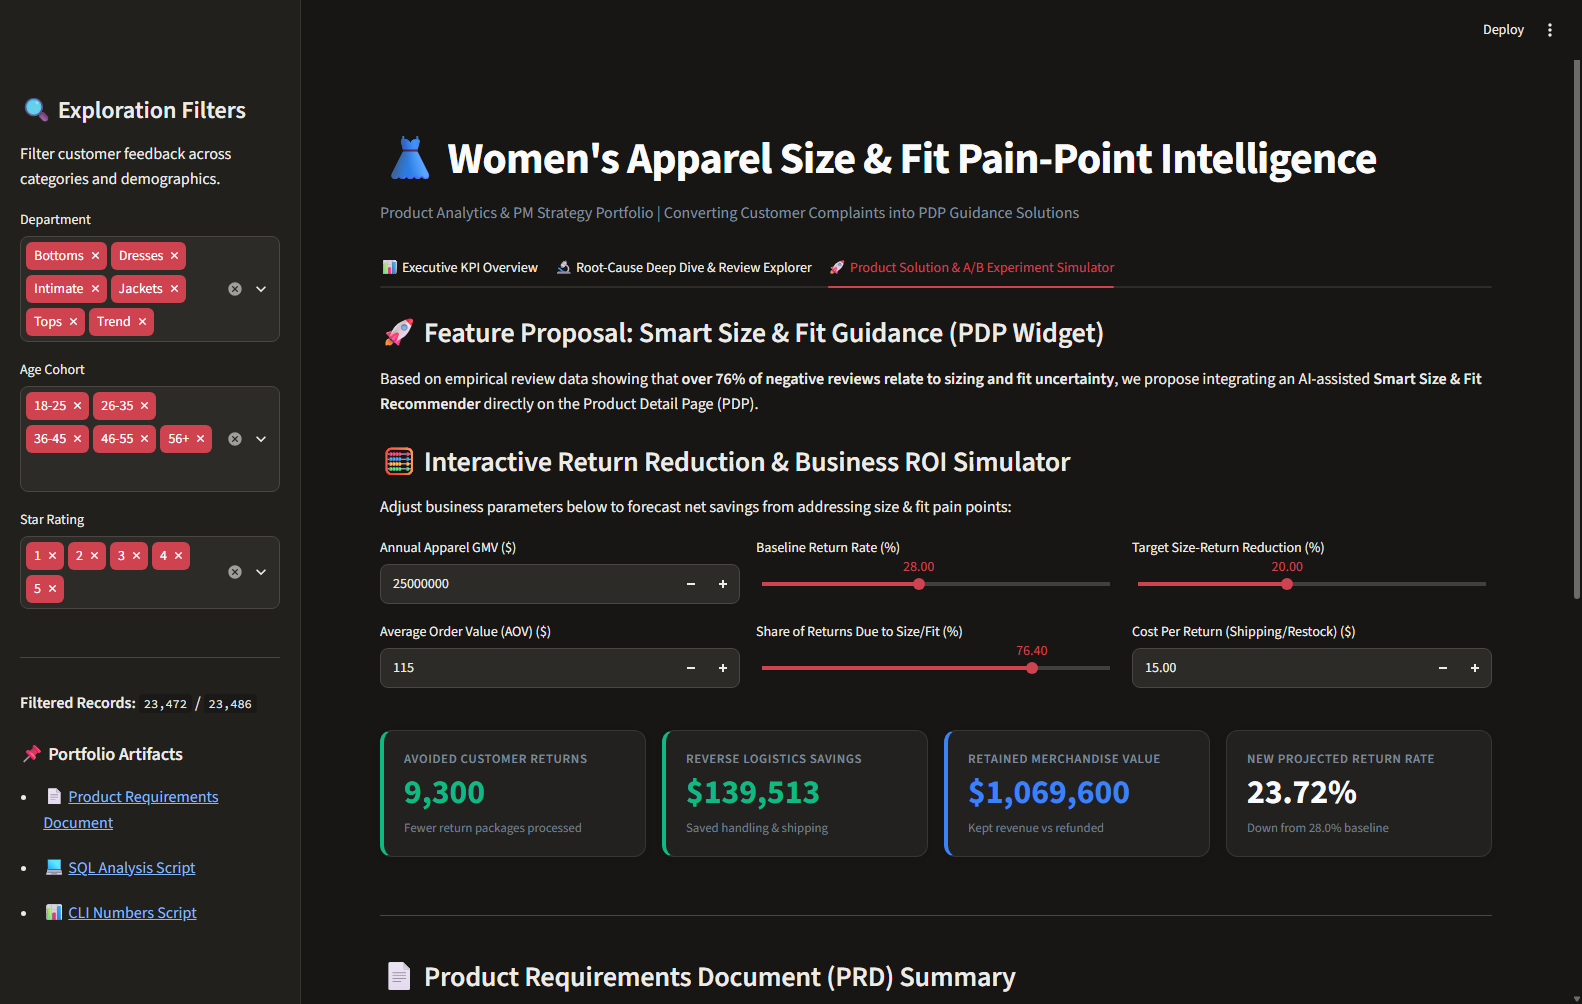 Deploy
Exploration Filters
Filter customer feedback across
categories and demographics.
Department
Bottoms × Dresses ×
Intimate × Jackets ×
Tops × Trend ×
Age Cohort
18-25 × 26-35 ×
36-45 × 46-55 × 56+ ×
Star Rating
1 × 2 × 3 × 4 ×
5 ×
Filtered Records: 23,472 / 23,486
Portfolio Artifacts
Product Requirements
Document
SQL Analysis Script
CLI Numbers Script
Women's Apparel Size & Fit Pain-Point Intelligence
Product Analytics & PM Strategy Portfolio | Converting Customer Complaints into PDP Guidance Solutions
Executive KPI Overview Root-Cause Deep Dive & Review Explorer Product Solution & A/B Experiment Simulator
Feature Proposal: Smart Size & Fit Guidance (PDP Widget)
Based on empirical review data showing that over 76% of negative reviews relate to sizing and fit uncertainty, we propose integrating an AI-assisted Smart Size & Fit
Recommender directly on the Product Detail Page (PDP).
Interactive Return Reduction & Business ROI Simulator
Adjust business parameters below to forecast net savings from addressing size & fit pain points:
Annual Apparel GMV ($) Baseline Return Rate (%) Target Size-Return Reduction (%)
28.00 20.00
25000000 − +
Average Order Value (AOV) ($) Share of Returns Due to Size/Fit (%) Cost Per Return (Shipping/Restock) ($)
76.40
115 − + 15.00 − +
AVOIDED CUSTOMER RETURNS
9,300
Fewer return packages processed
REVERSE LOGISTICS SAVINGS
$139,513
Saved handling & shipping
RETAINED MERCHANDISE VALUE
$1,069,600
Kept revenue vs refunded
NEW PROJECTED RETURN RATE
23.72%
Down from 28.0% baseline
Product Requirements Document (PRD) Summary